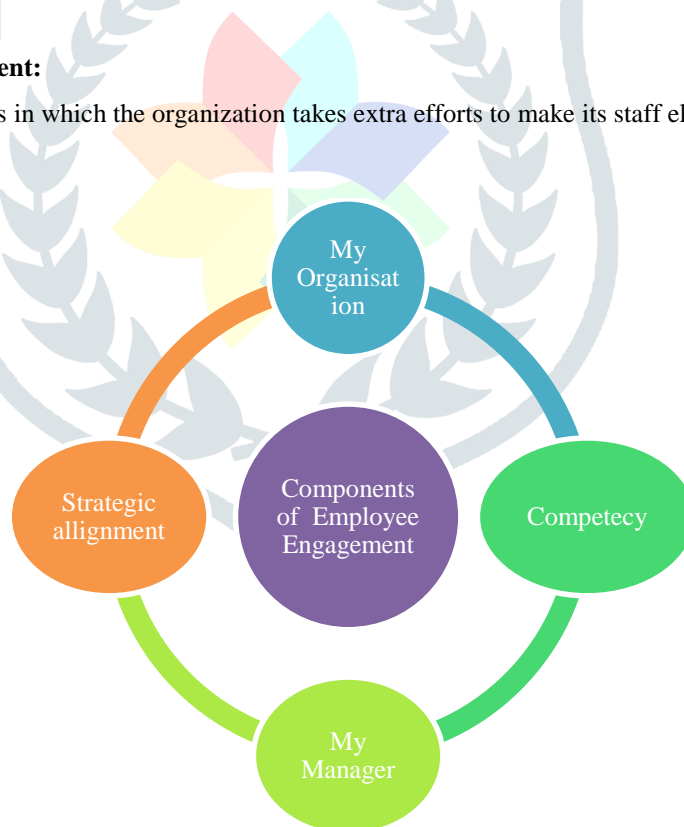 ent:
s in which the organization takes extra efforts to make its staff el
My
Organisat
ion
Strategic
allignment
Components
of Employee
Engagement
Competecy
My
Manager